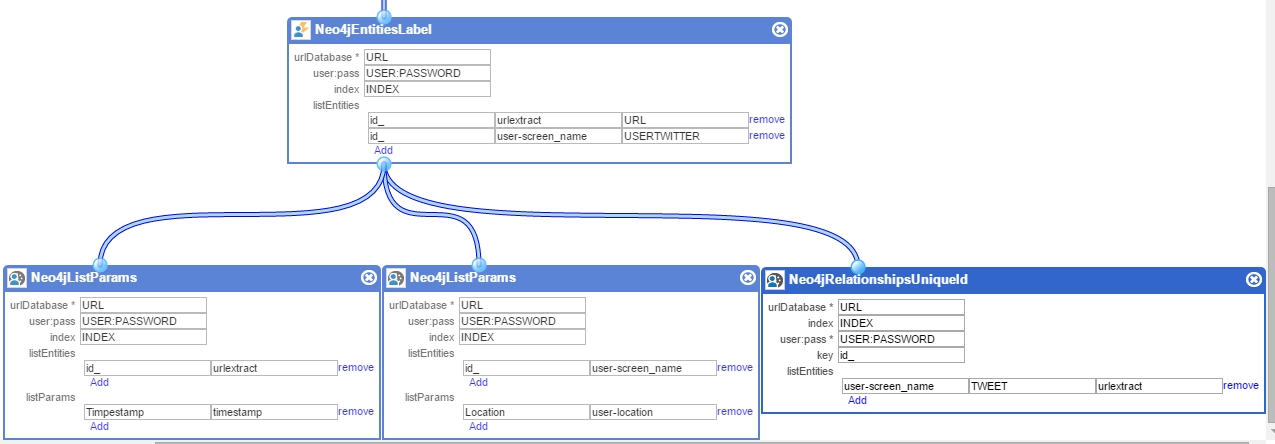 Neo4jEntitiesLabel
urlDatabase * URL
user:pass USER:PASSWORD
index INDEX
listEntities
id_ urlextract URL remove
id_ user-screen_name USERTWITTER remove
Add
Neo4jListParams
urlDatabase * URL
user:pass USER:PASSWORD
index INDEX
listEntities
id_ urlextract remove
Add
listParams
Timpestamp timestamp remove
Add
Neo4jListParams
urlDatabase * URL
user:pass USER:PASSWORD
index INDEX
listEntities
id_ user-screen_name remove
Add
listParams
Location user-location remove
Add
Neo4jRelationshipsUniqueId
urlDatabase * URL
index INDEX
user:pass * USER:PASSWORD
key id_
listEntities
user-screen_name TWEET urlextract remove
Add